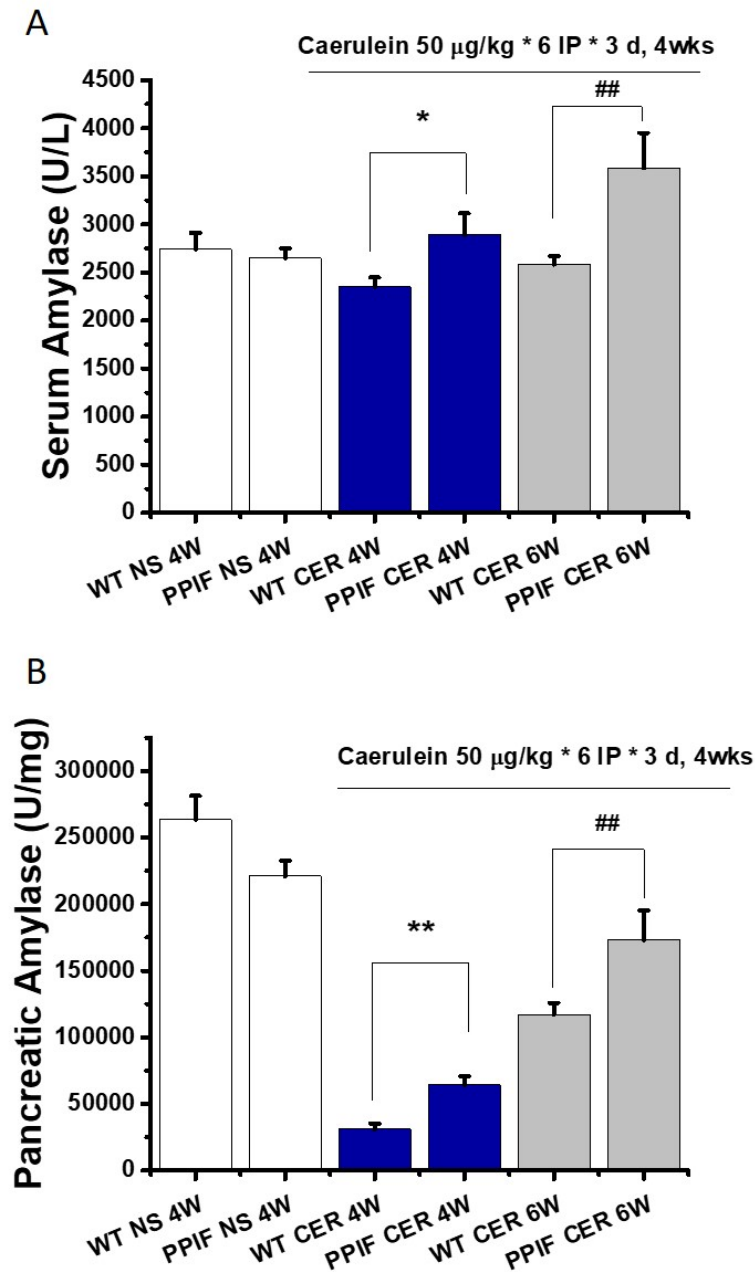 A
Caerulein 50 μg/kg * 6 IP * 3 d, 4wks
Serum Amylase (U/L)
4500
4000
3500
3000
2500
2000
1500
1000
500
0
*
##
WT NS 4W
PPIF NS 4W
WT CER 4W
PPIF CER 4W
WT CER 6W
PPIF CER 6W
B
Caerulein 50 μg/kg * 6 IP * 3 d, 4wks
Pancreatic Amylase (U/mg)
300000
250000
200000
150000
100000
50000
0
**
##
WT NS 4W
PPIF NS 4W
WT CER 4W
PPIF CER 4W
WT CER 6W
PPIF CER 6W